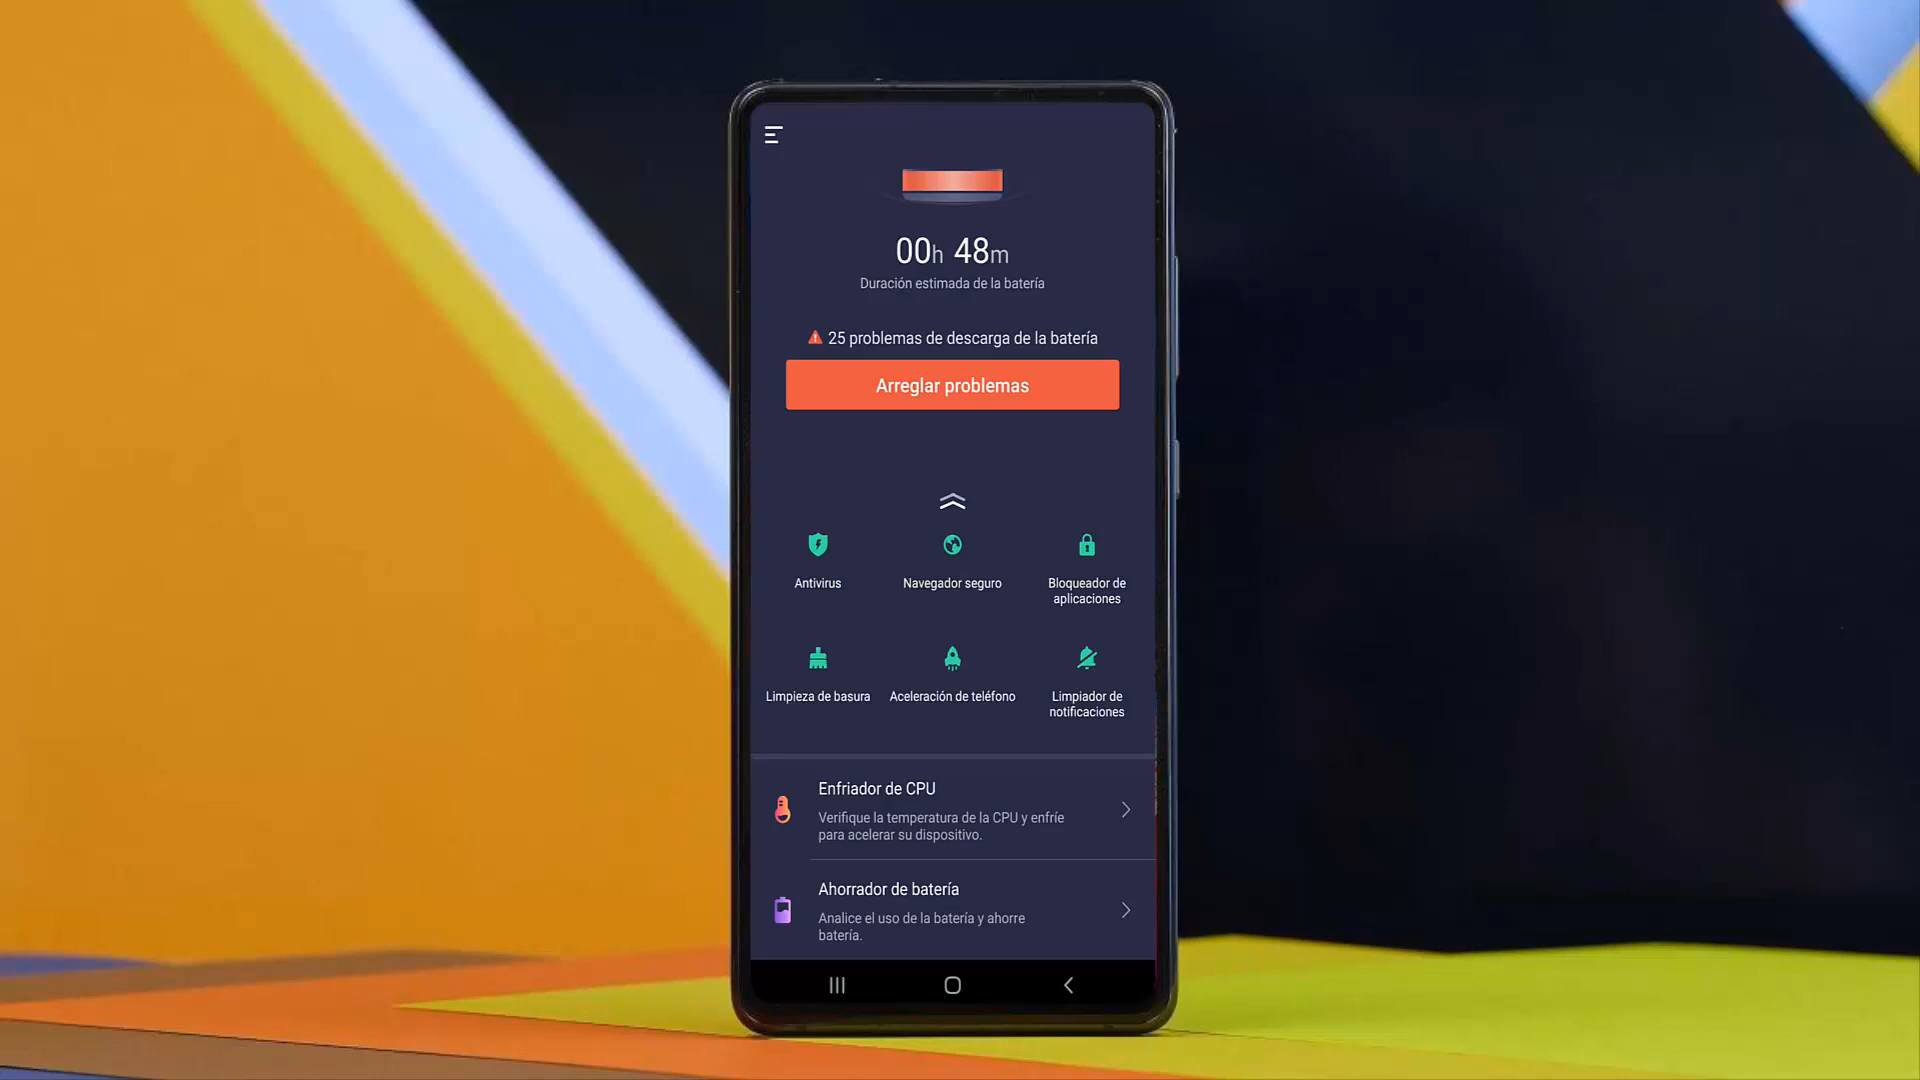 00h 48m
Duración estimada de la batería
25 problemas de descarga de la batería
Arreglar problemas
Antivirus
Navegador seguro
Bloqueador de
aplicaciones
Limpieza de basura
Aceleración de teléfono
Limpiador de
notificaciones
Enfriador de CPU
Verifique la temperatura de la CPU y enfríe
para acelerar su dispositivo.
Ahorrador de batería
Analice el uso de la batería y ahorre
batería.